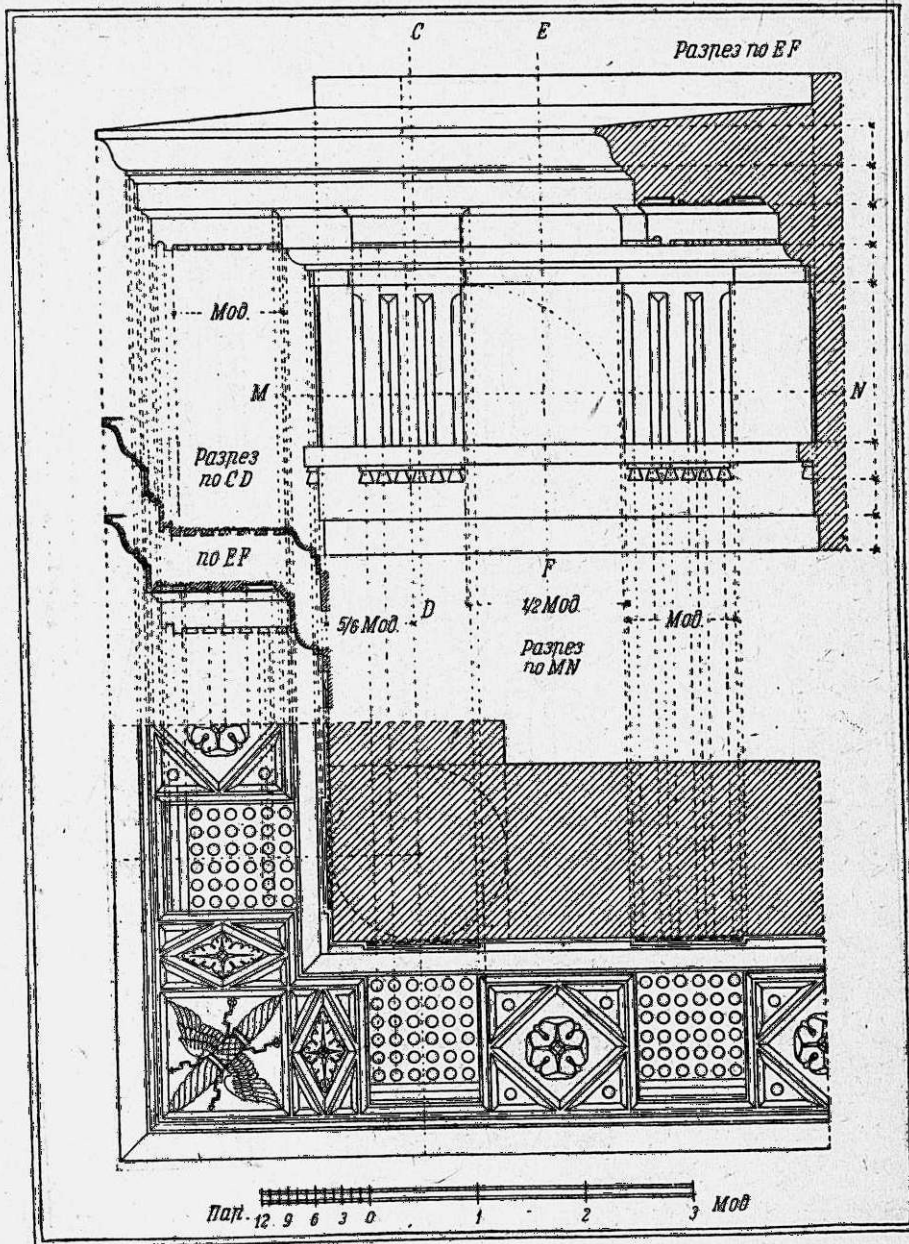 C E
Разрез по EF
Мод.
M N
Разрез
по CD
по EF
F
5/6 Мод. D 1/2 Мод. Мод.
Разрез
по MN
Пар. 12 9 6 3 0 1 2 3 Мод